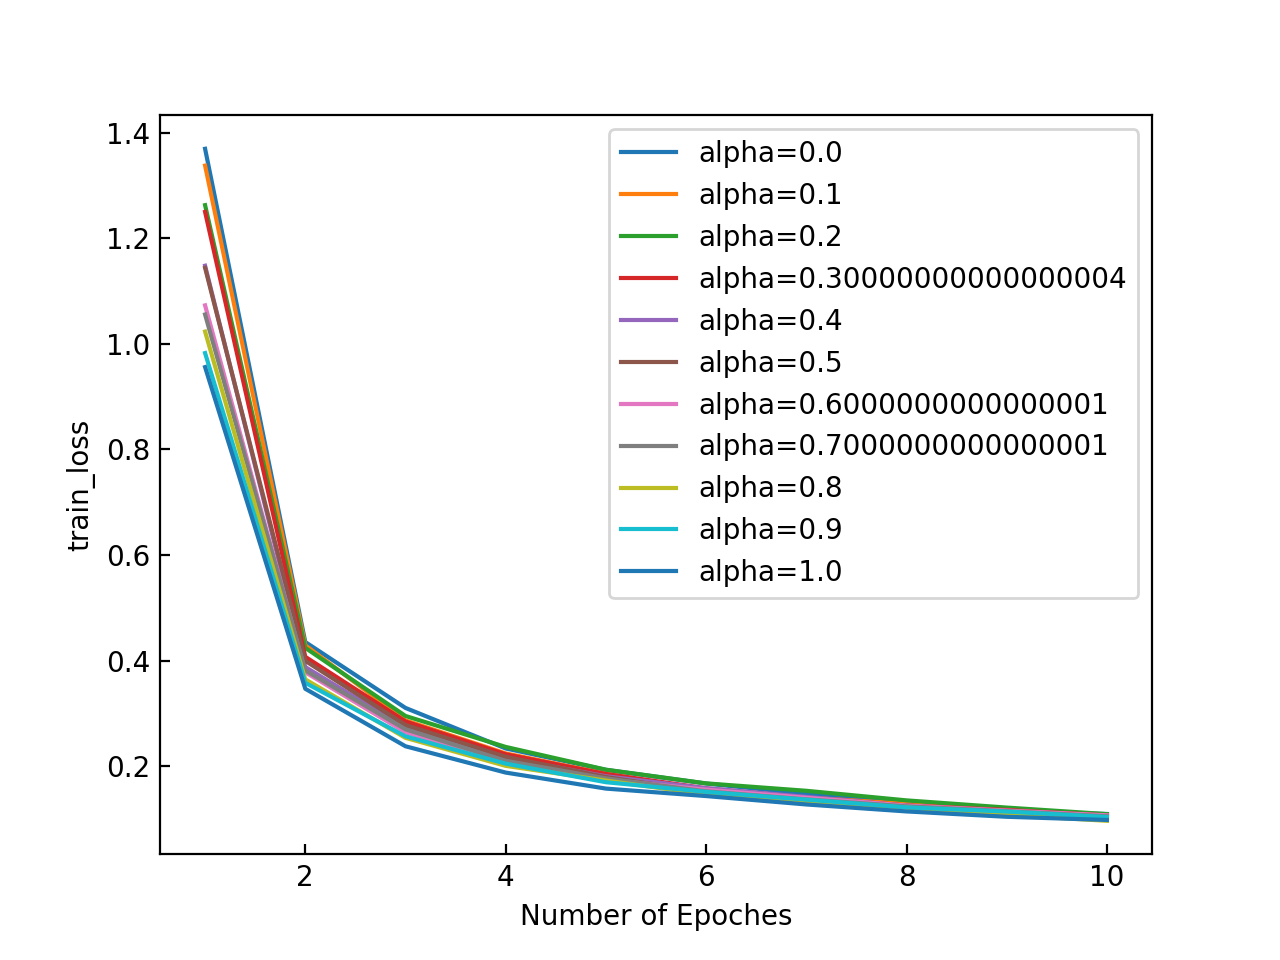 1.4
1.2
1.0
0.8
0.6
0.4
0.2
train_loss
alpha=0.0
alpha=0.1
alpha=0.2
alpha=0.30000000000000004
alpha=0.4
alpha=0.5
alpha=0.6000000000000001
alpha=0.7000000000000001
alpha=0.8
alpha=0.9
alpha=1.0
2 4 6 8 10
Number of Epoches